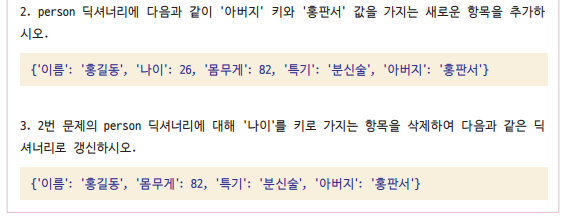 2. person 딕셔너리에 다음과 같이 '아버지' 키와 '홍판서' 값을 가지는 새로운 항목을 추가하
시오.
{'이름': '홍길동', '나이': 26, '몸무게': 82, '특기': '분신술', '아버지': '홍판서'}
3. 2번 문제의 person 딕셔너리에 대해 '나이'를 키로 가지는 항목을 삭제하여 다음과 같은 딕
셔너리로 갱신하시오.
{'이름': '홍길동', '몸무게': 82, '특기': '분신술', '아버지': '홍판서'}